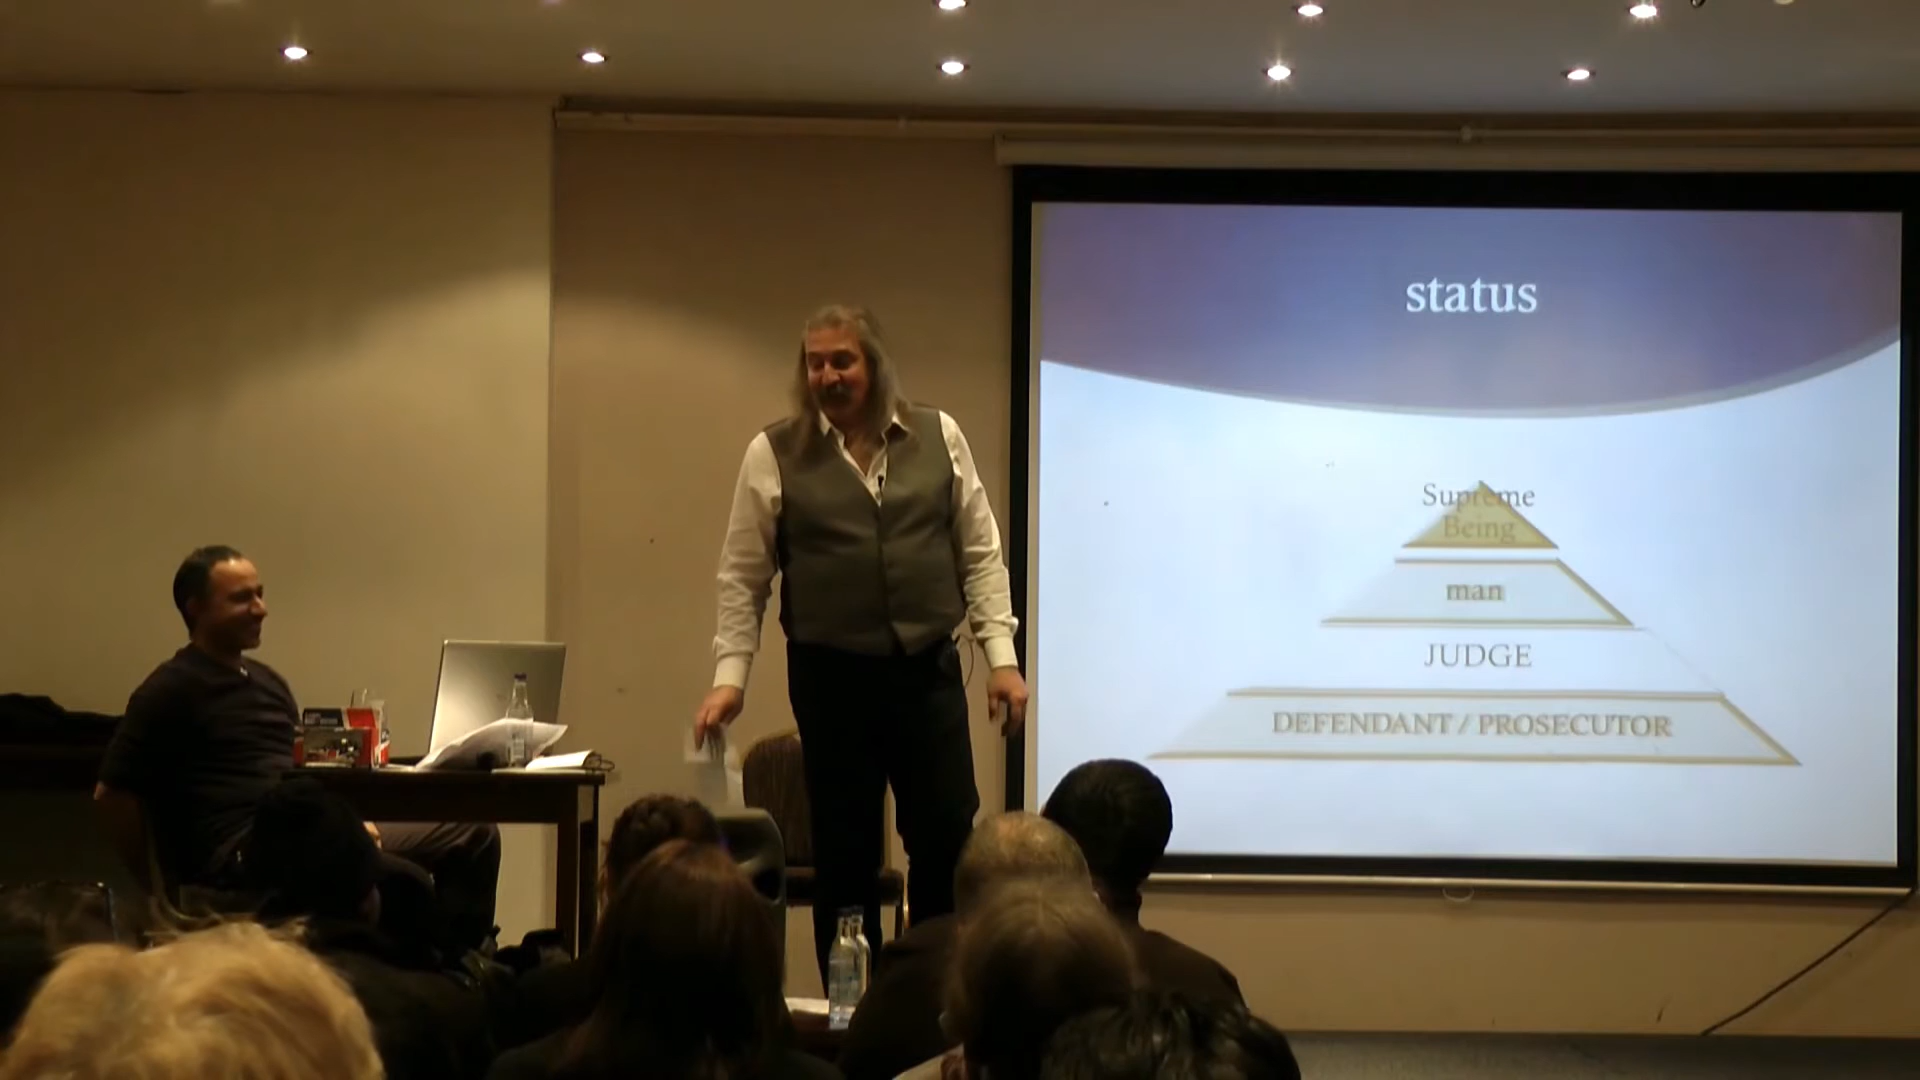 status
Supreme
Being
man
JUDGE
DEFENDANT / PROSECUTOR